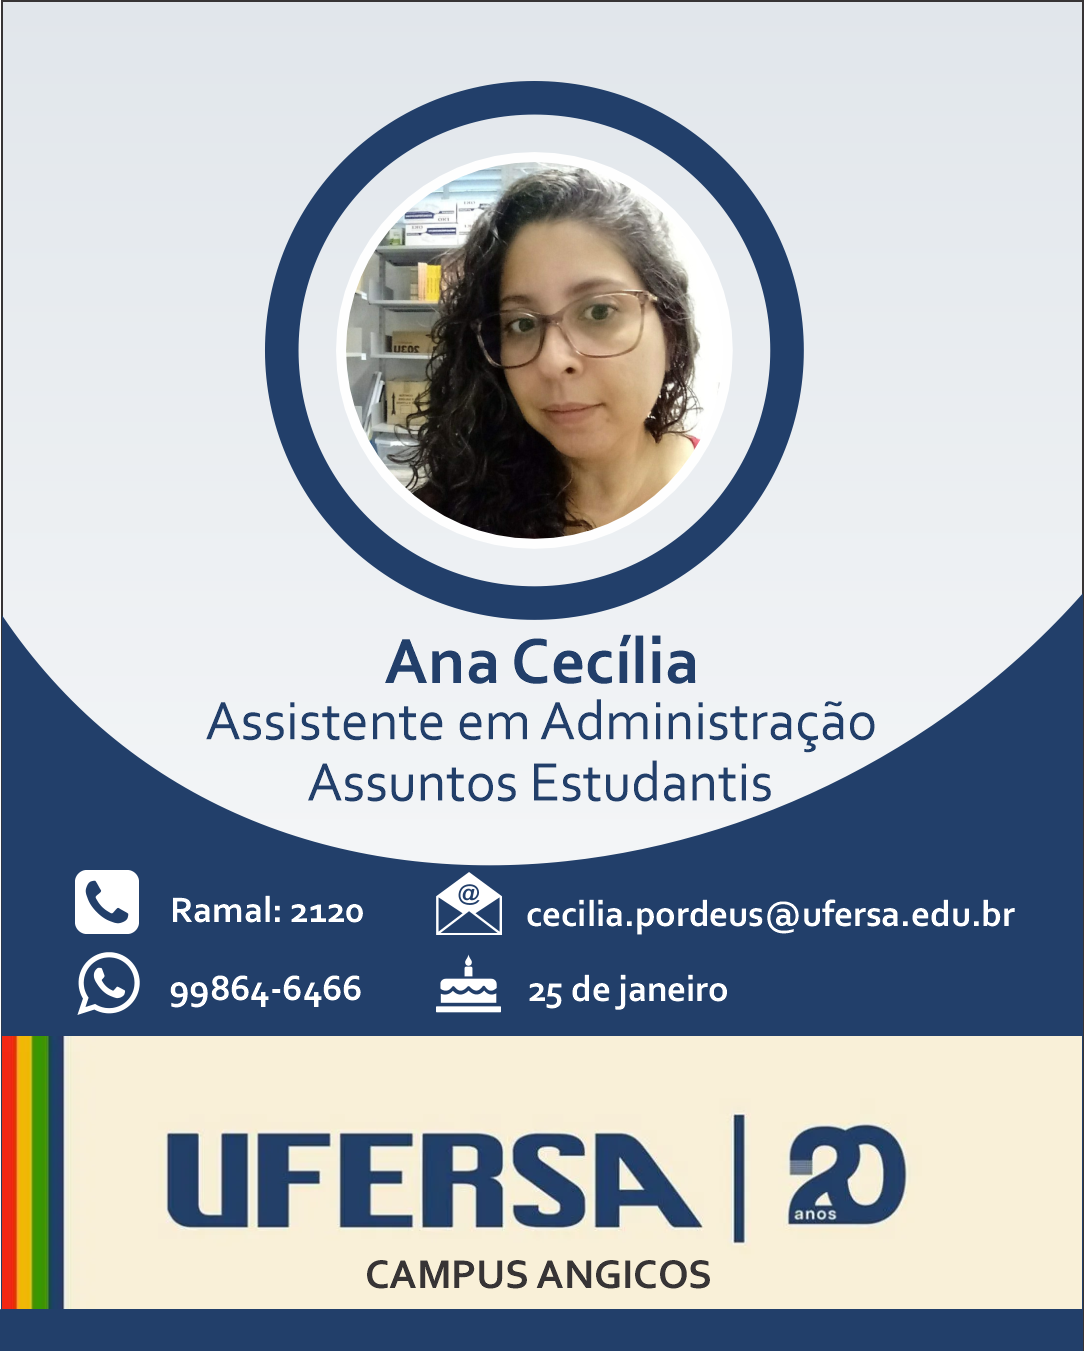 Ana Cecília
Assistente em Administração
Assuntos Estudantis
Ramal: 2120
cecilia.pordeus@ufersa.edu.br
99864-6466
25 de janeiro
UFERSA | 20
anos
CAMPUS ANGICOS